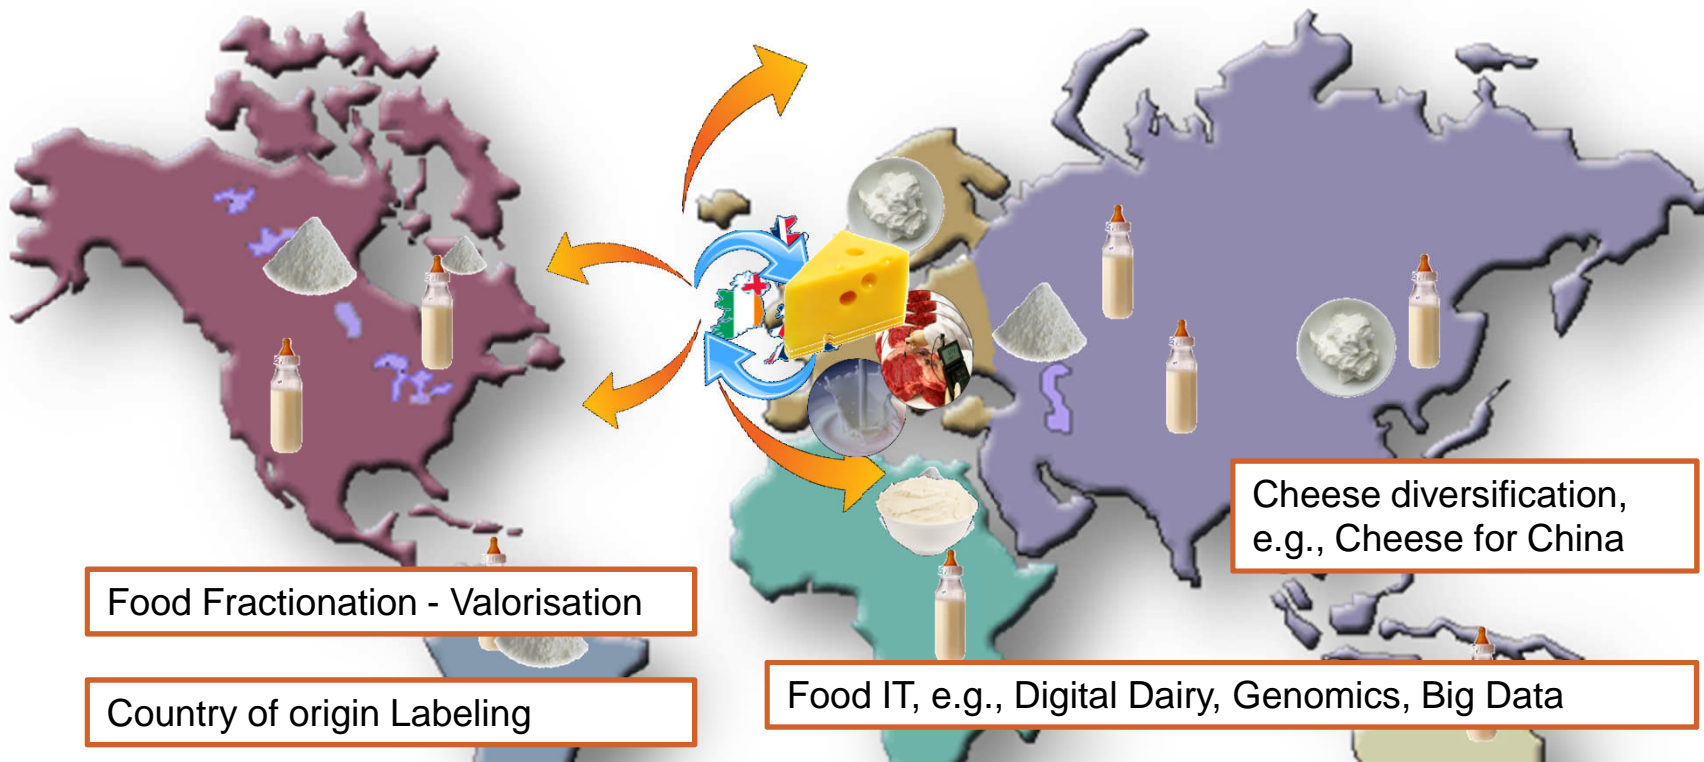 Cheese diversification,
e.g., Cheese for China
Food Fractionation - Valorisation
Food IT, e.g., Digital Dairy, Genomics, Big Data
Country of origin Labeling